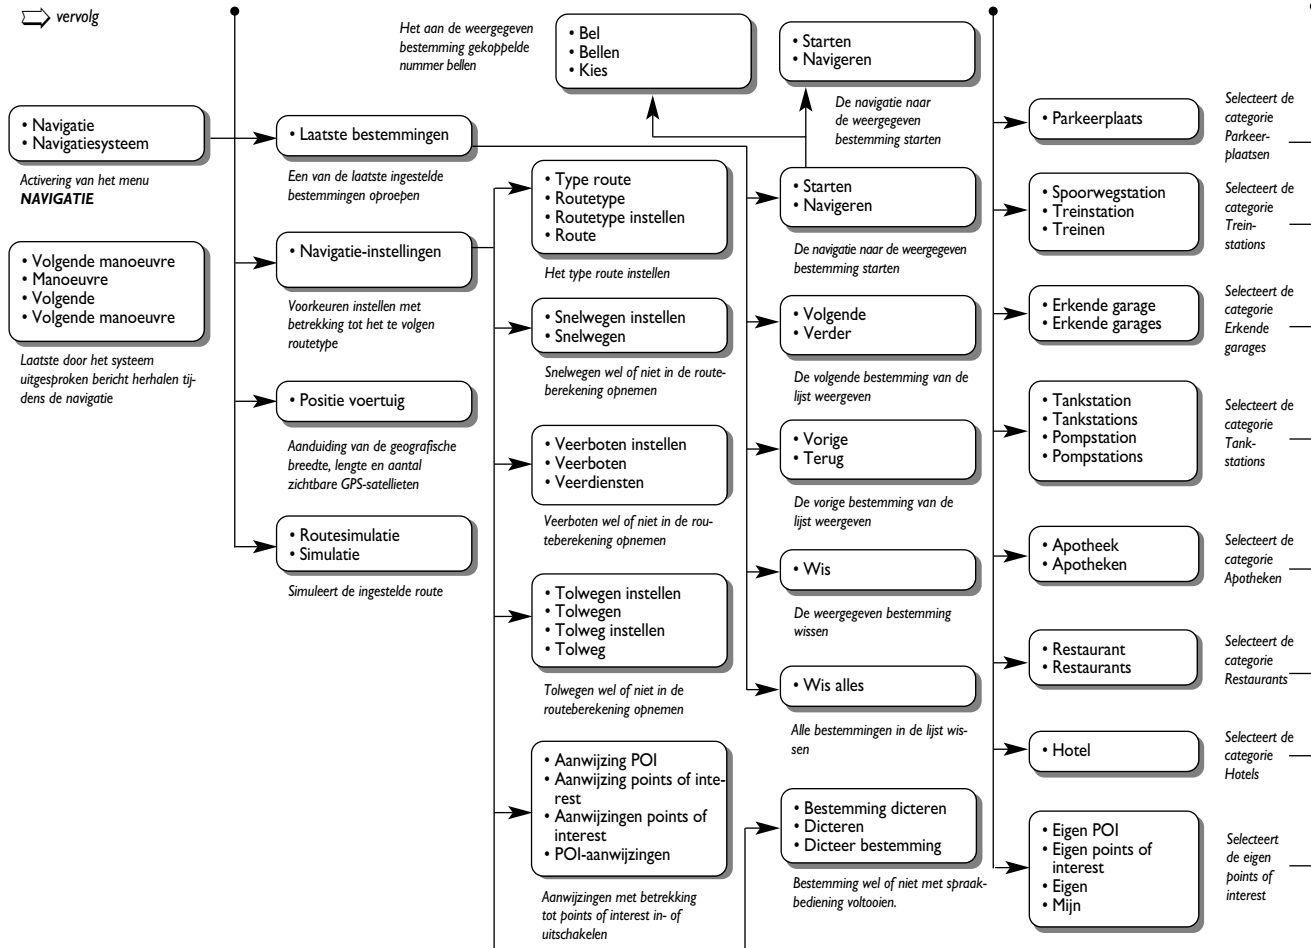 vervolg
• Navigatie
• Navigatiesysteem
Activering van het menu
NAVIGATIE
• Volgende manoeuvre
• Manoeuvre
• Volgende
• Volgende manoeuvre
Laatste door het systeem
uitgesproken bericht herhalen tij-
dens de navigatie
• Laatste bestemmingen
Een van de laatste ingestelde
bestemmingen oproepen
• Navigatie-instellingen
Voorkeuren instellen met
betrekking tot het te volgen
routetype
• Positie voertuig
Aanduiding van de geografische
breedte, lengte en aantal
zichtbare GPS-satellieten
• Routesimulatie
• Simulatie
Simuleert de ingestelde route
Het aan de weergegeven
bestemming gekoppelde
nummer bellen
• Bel
• Bellen
• Kies
• Type route
• Routetype
• Routetype instellen
• Route
Het type route instellen
• Snelwegen instellen
• Snelwegen
Snelwegen wel of niet in de route-
berekening opnemen
• Veerboten instellen
• Veerboten
• Veerdiensten
Veerboten wel of niet in de rou-
teberekening opnemen
• Tolwegen instellen
• Tolwegen
• Tolweg instellen
• Tolweg
Tolwegen wel of niet in de
routeberekening opnemen
• Aanwijzing POI
• Aanwijzing points of inte-
rest
• Aanwijzingen points of
interest
• POI-aanwijzingen
Aanwijzingen met betrekking
tot points of interest in- of
uitschakelen
• Starten
• Navigeren
De navigatie naar
de weergegeven
bestemming starten
• Starten
• Navigeren
De navigatie naar de weergegeven
bestemming starten
• Volgende
• Verder
De volgende bestemming van de
lijst weergeven
• Vorige
• Terug
De vorige bestemming van de
lijst weergeven
• Wis
De weergegeven bestemming
wissen
• Wis alles
Alle bestemmingen in de lijst wis-
sen
• Bestemming dicteren
• Dicteren
• Dicteer bestemming
Bestemming wel of niet met spraak-
bediening voltooien.
• Parkeerplaats
Selecteert de
categorie
Parkeer-
plaatsen
• Spoorwegstation
• Treinstation
• Treinen
Selecteert de
categorie
Trein-
stations
• Erkende garage
• Erkende garages
Selecteert de
categorie
Erkende
garages
• Tankstation
• Tankstations
• Pompstation
• Pompstations
Selecteert de
categorie
Tank-
stations
• Apotheek
• Apotheken
Selecteert de
categorie
Apotheken
• Restaurant
• Restaurants
Selecteert de
categorie
Restaurants
• Hotel
Selecteert de
categorie
Hotels
• Eigen POI
• Eigen points of
interest
• Eigen
• Mijn
Selecteert
de eigen
points of
interest